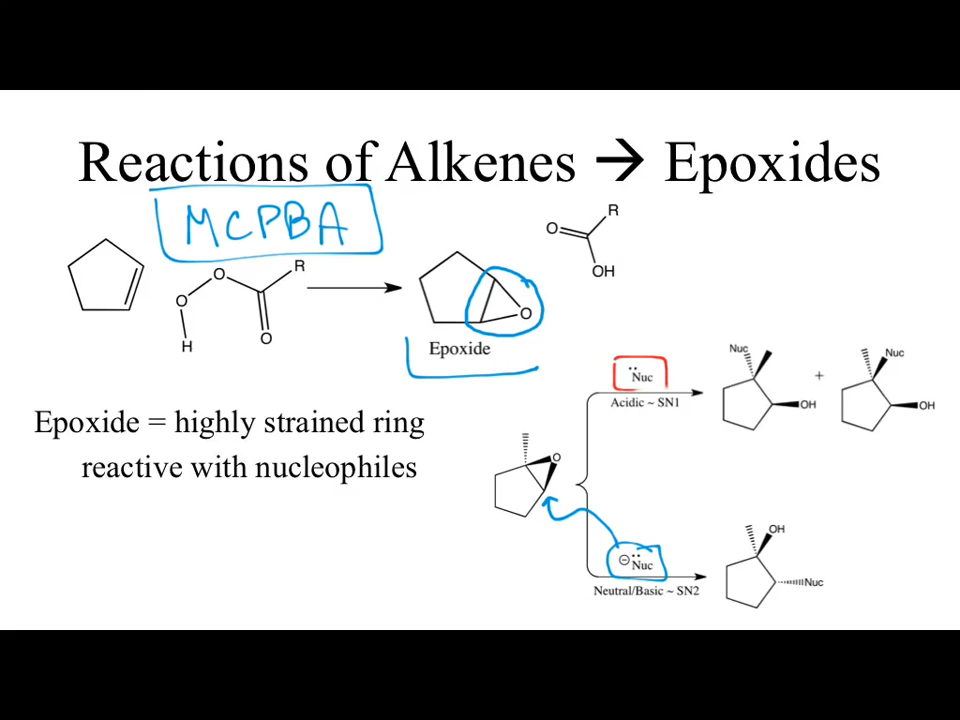 Reactions of Alkenes → Epoxides
MCPBA
O
R
O
H
O
Epoxide
O
O
R
OH
Epoxide = highly strained ring
reactive with nucleophiles
O
Nuc
Acidic ~ SN1
Nuc
OH
+
Nuc
OH
⊖ Nuc
Neutral/Basic ~ SN2
OH
Nuc